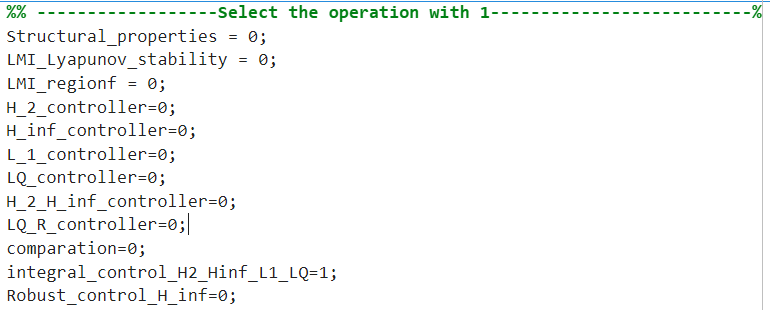 %% ------------------Select the operation with 1--------------------------%
Structural_properties = 0;
LMI_Lyapunov_stability = 0;
LMI_regionf = 0;
H_2_controller=0;
H_inf_controller=0;
L_1_controller=0;
LQ_controller=0;
H_2_H_inf_controller=0;
LQ_R_controller=0;
comparation=0;
integral_control_H2_Hinf_L1_LQ=1;
Robust_control_H_inf=0;